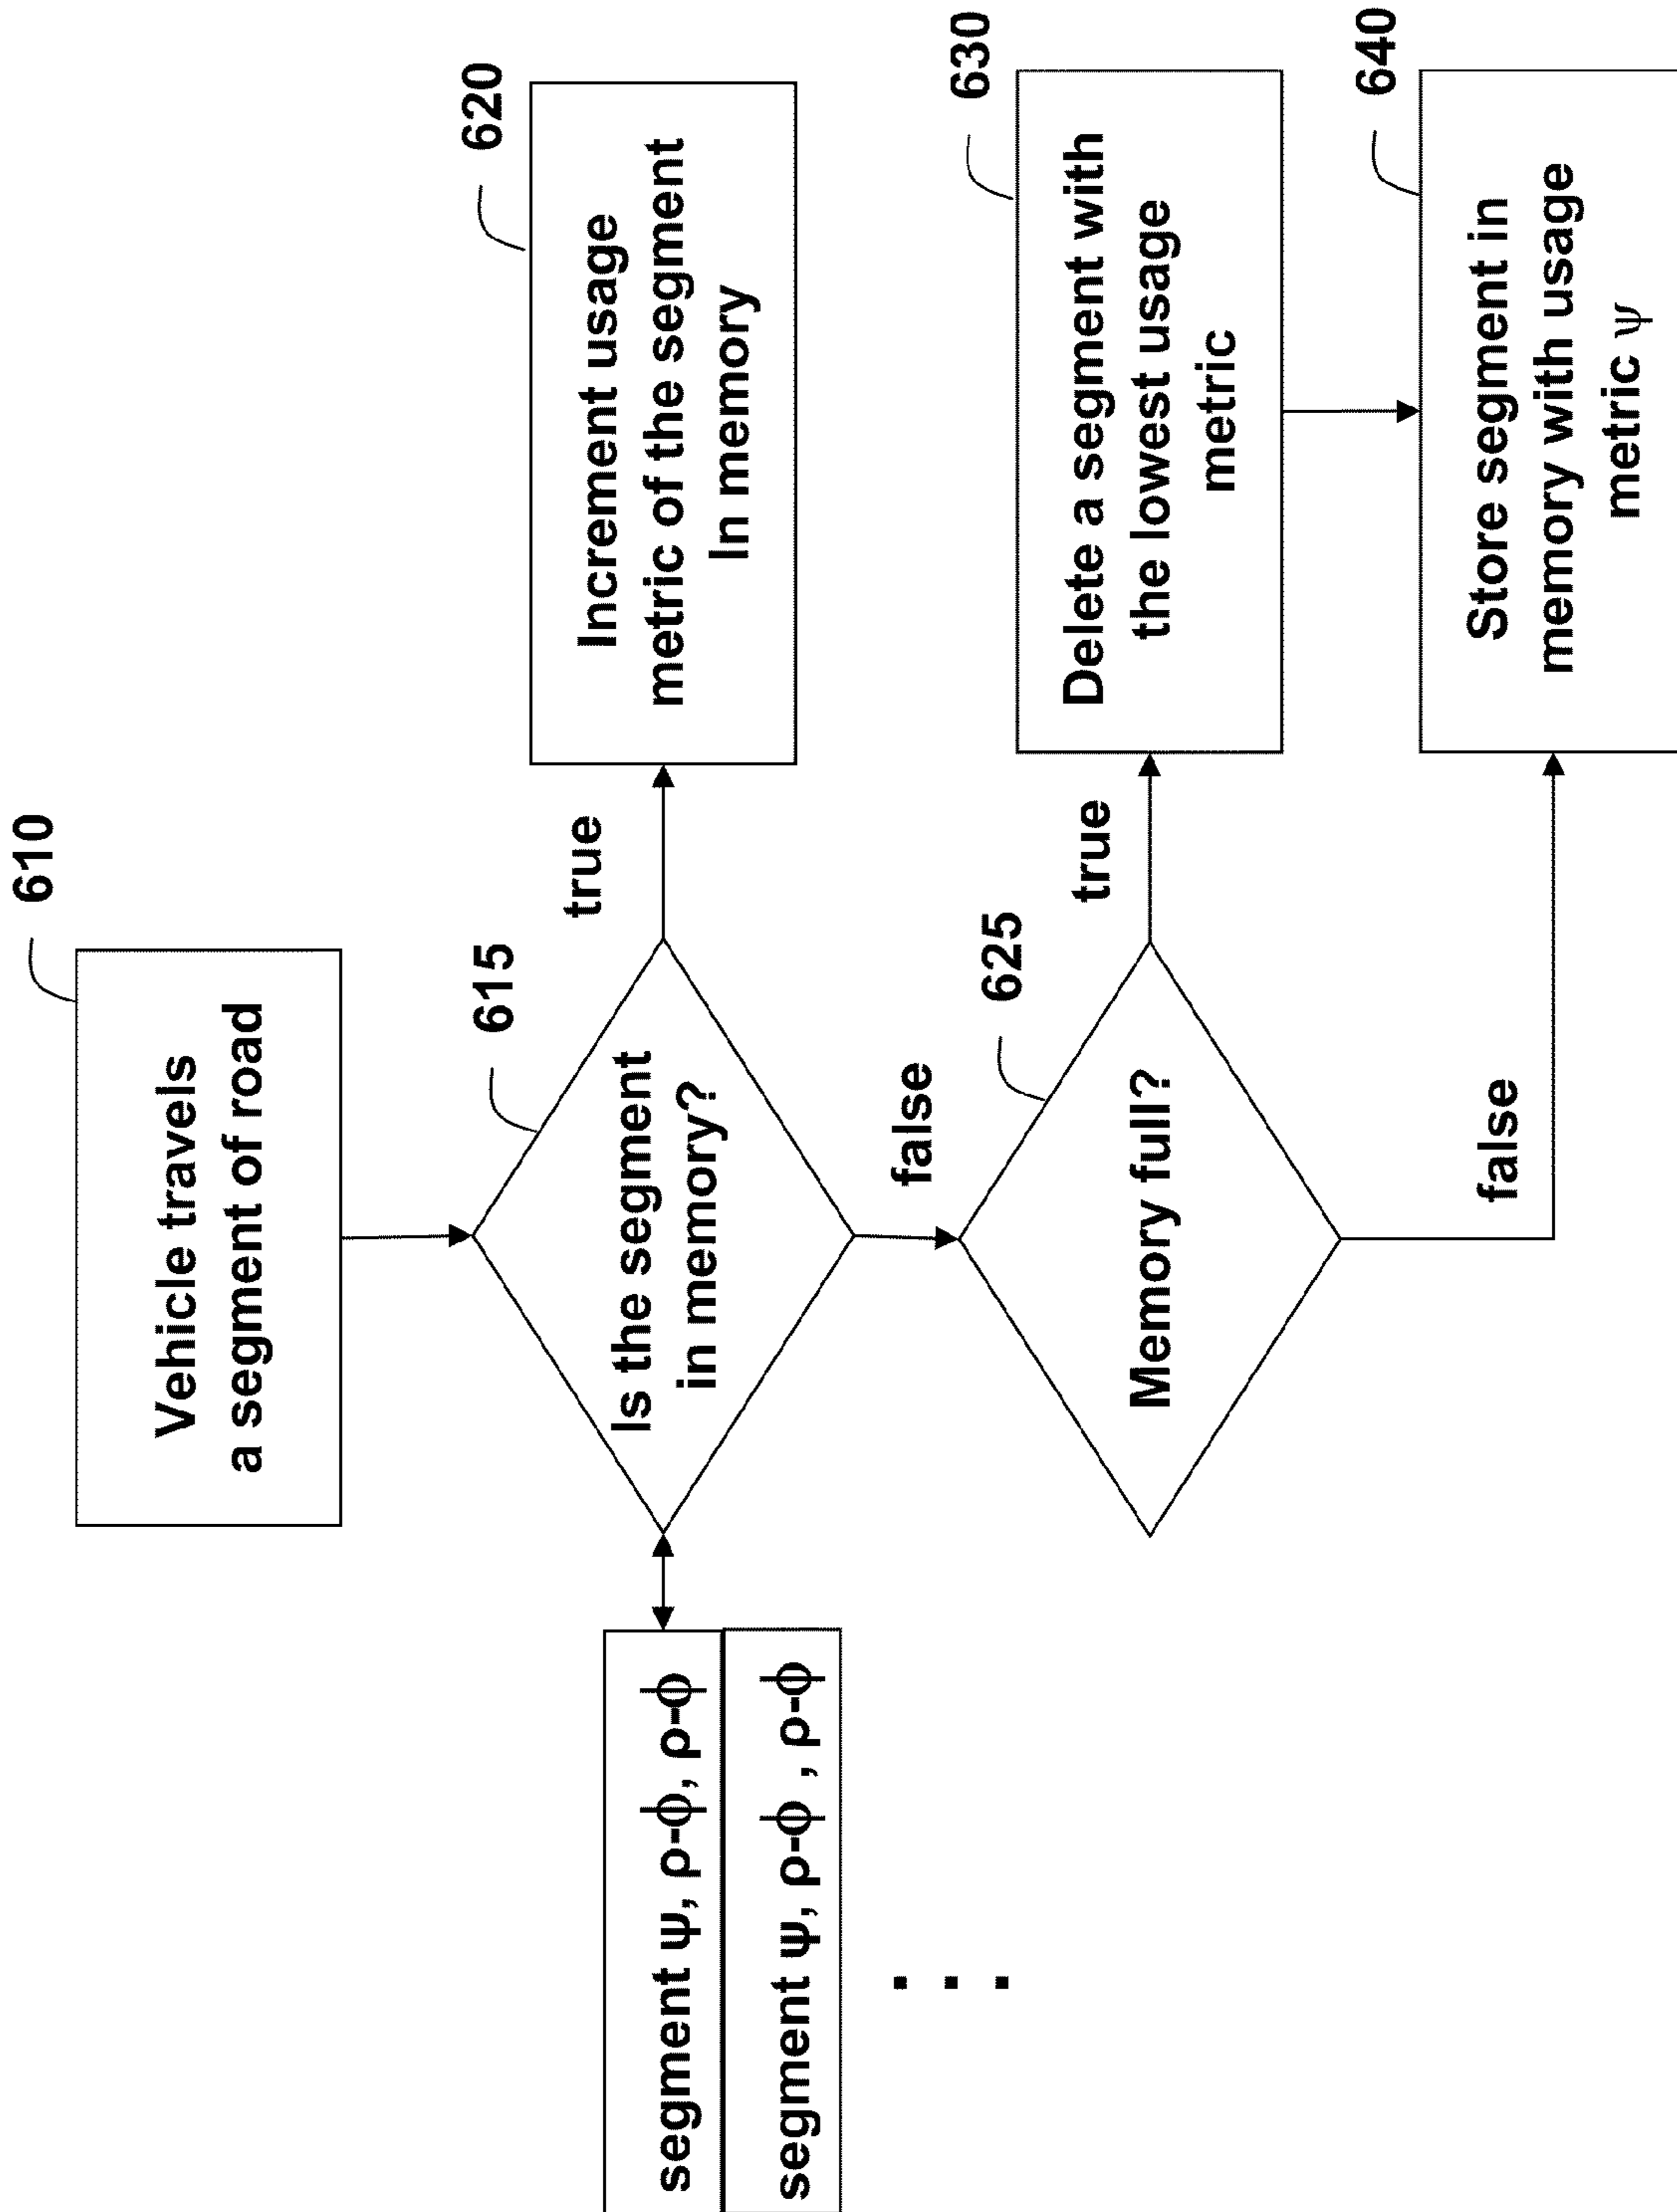 610
Vehicle travels
a segment of road
615
Is the segment
in memory?
true
620
Increment usage
metric of the segment
In memory
segment ψ, ρ-ϕ, ρ-ϕ
segment ψ, ρ-ϕ , ρ-ϕ
. . .
false
625
Memory full?
true
630
Delete a segment with
the lowest usage
metric
false
640
Store segment in
memory with usage
metric ψ